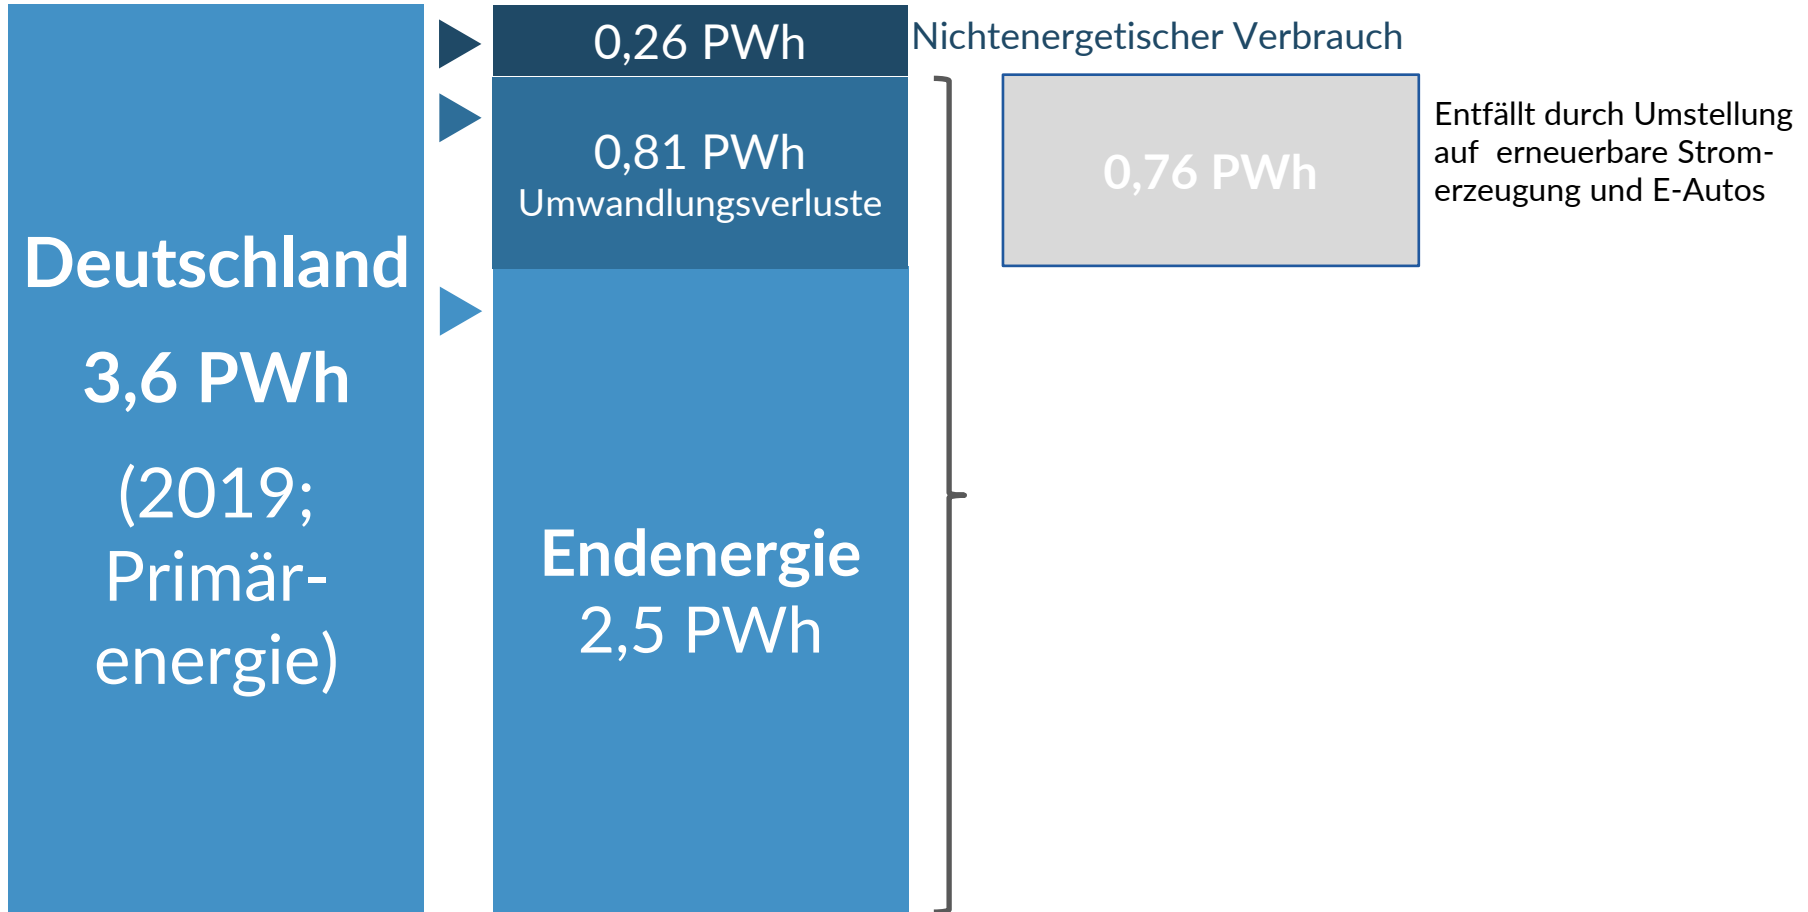 Deutschland
3,6 PWh
(2019;
Primär-
energie)
0,26 PWh
Nichtenergetischer Verbrauch
0,81 PWh
Umwandlungsverluste
Endenergie
2,5 PWh
0,76 PWh
Entfällt durch Umstellung
auf  erneuerbare Strom-
erzeugung und E-Autos